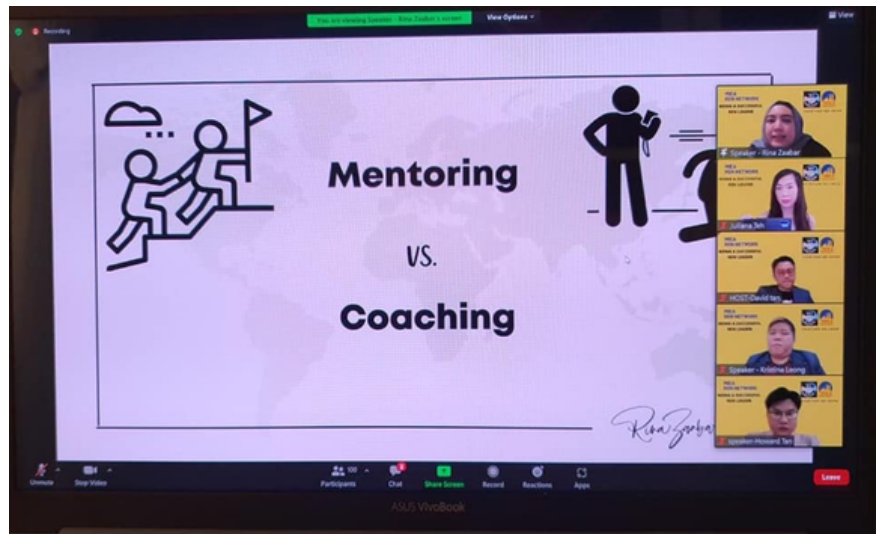 You are viewing Speaker - Rina Zaabar's screen
View Options
View
Recording
Mentoring
vs.
Coaching
Rina Zaabar
Speaker - Rina Zaabar
Juliana Teh
HOST-David tan
Speaker - Kristine Leong
speaker-Howard Tan
Unmute
Stop Video
Participants
100
Chat
Share Screen
Record
Reactions
Apps
Leave
ASUS VivoBook